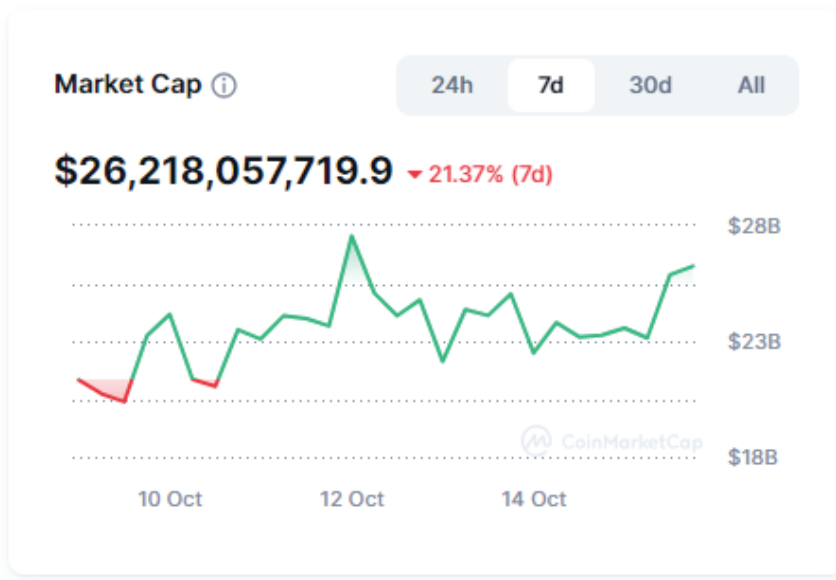 Market Cap
24h 7d 30d All
$26,218,057,719.9 21.37% (7d)
$28B
$23B
CoinMarketCap
$18B
10 Oct 12 Oct 14 Oct